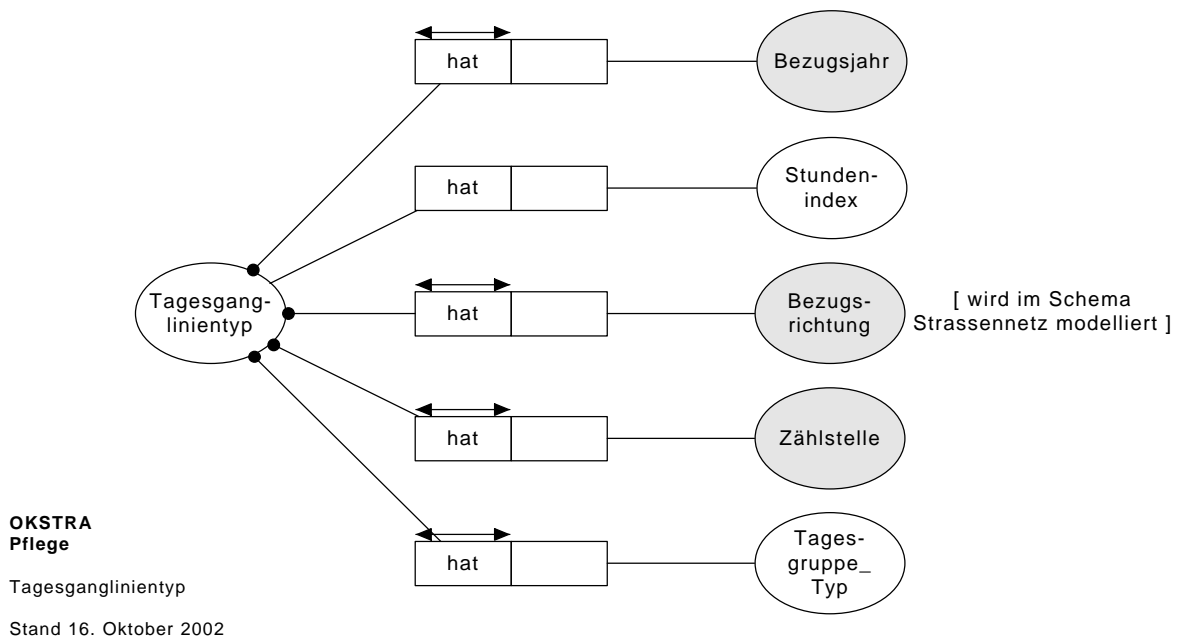 hat
Bezugsjahr
hat
Stunden-
index
Tagesgang-
linientyp
hat
Bezugs-
richtung
[ wird im Schema
Strassennetz modelliert ]
hat
Zählstelle
hat
Tages-
gruppe_
Typ
OKSTRA
Pflege
Tagesganglinientyp
Stand 16. Oktober 2002